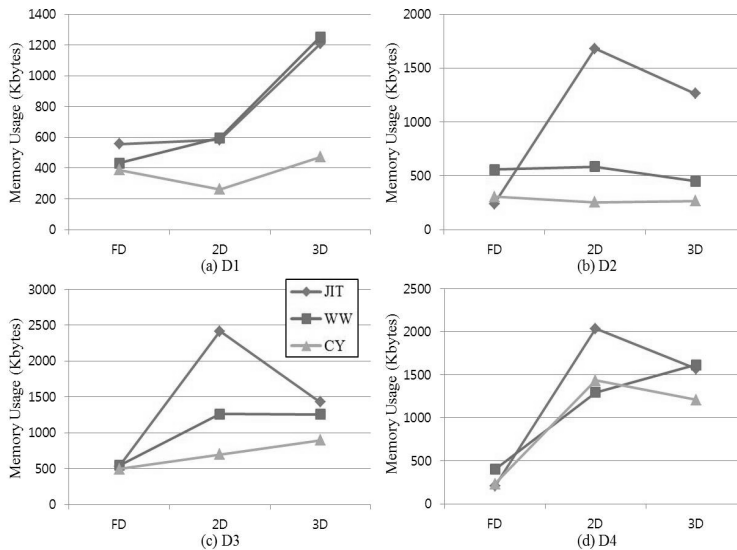 Memory Usage (Kbytes)
1400
1200
1000
800
600
400
200
0
FD
2D
3D
(a) D1
Memory Usage (Kbytes)
2000
1500
1000
500
0
FD
2D
3D
(b) D2
Memory Usage (Kbytes)
3000
2500
2000
1500
1000
500
0
FD
2D
3D
(c) D3
JIT
WW
CY
Memory Usage (Kbytes)
2500
2000
1500
1000
500
0
FD
2D
3D
(d) D4